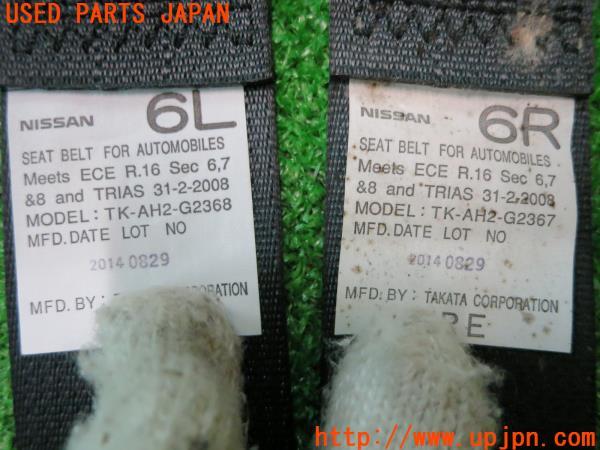 USED PARTS JAPAN
NISSAN 6L
SEAT BELT FOR AUTOMOBILES
Meets ECE R.16 Sec 6,7
&8 and TRIAS 31-2-2008
MODEL: TK-AH2-G2368
MFD.DATE LOT NO
2014 0829
MFD. BY: CORPORATION
NISSAN 6R
SEAT BELT FOR AUTOMOBILES
Meets ECE R.16 Sec 6,7
&8 and TRIAS 31-2-2008
MODEL: TK-AH2-G2367
MFD.DATE LOT NO
2014 0829
MFD. BY: TAKATA CORPORATION
http://www.upjpn.com/